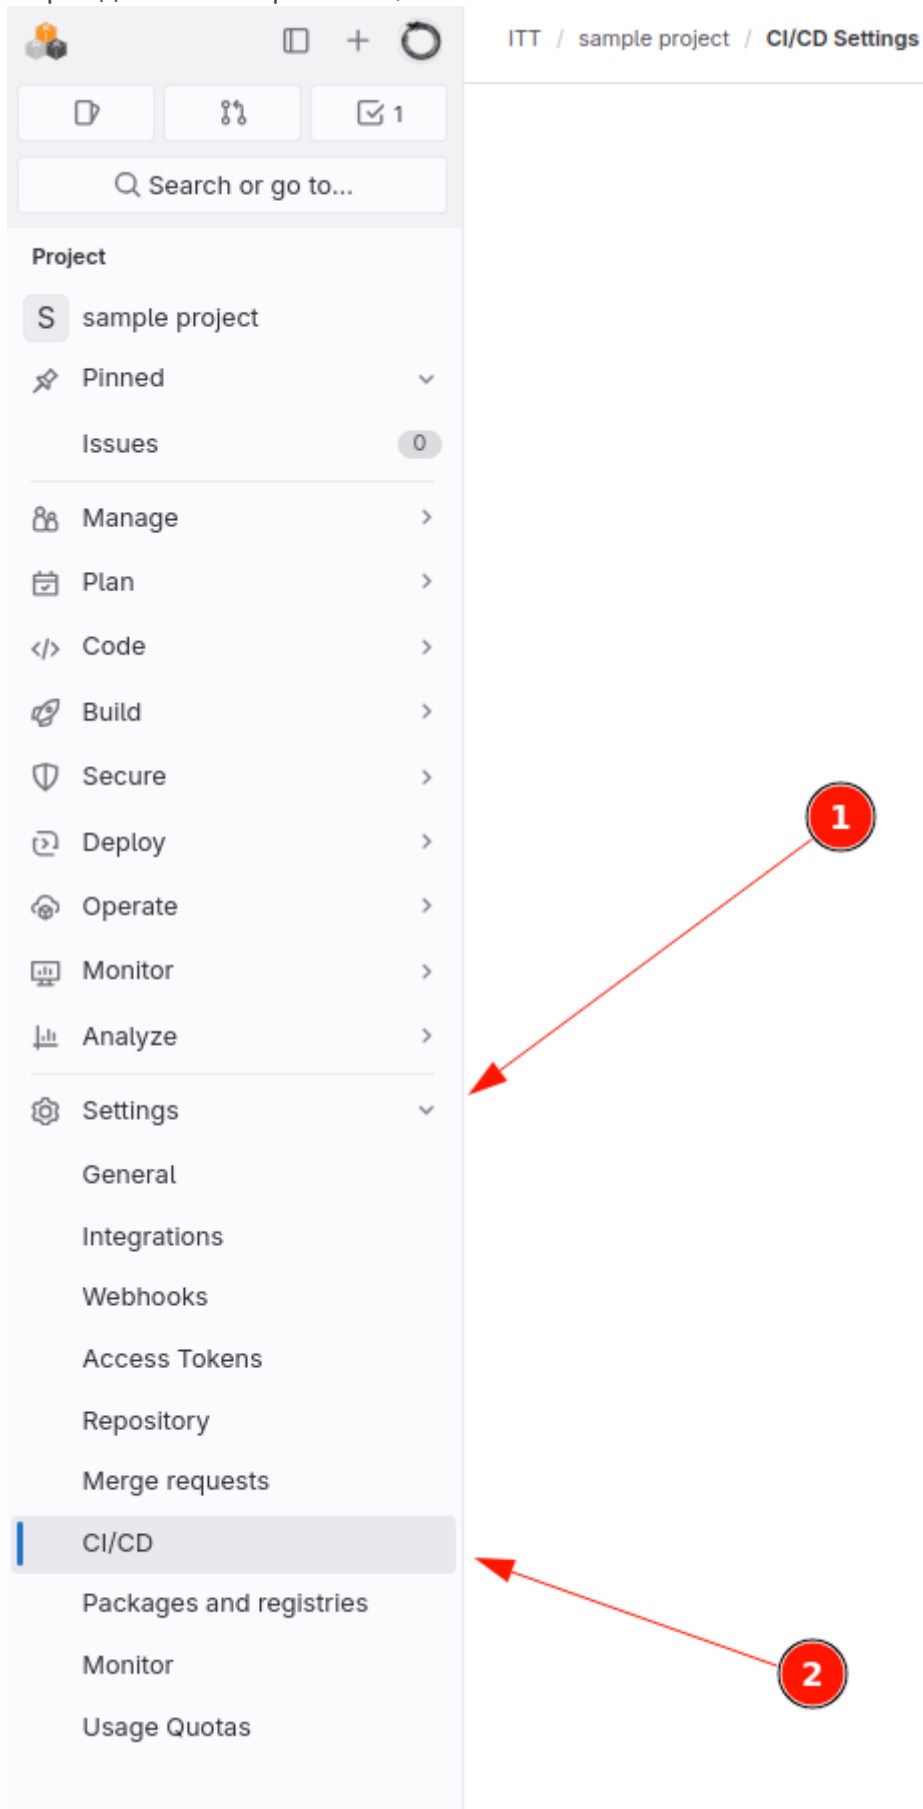 ITT / sample project / CI/CD Settings
1
Search or go to...
Project
S sample project
Pinned
Issues 0
Manage
Plan
Code
Build
Secure
1
Deploy
Operate
Monitor
Analyze
Settings
General
Integrations
Webhooks
Access Tokens
Repository
Merge requests
CI/CD
Packages and registries
Monitor
2
Usage Quotas